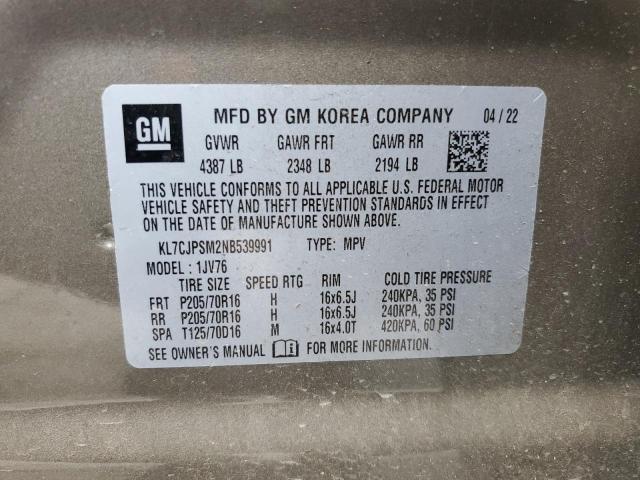 GM MFD BY GM KOREA COMPANY 04/22
GVWR GAWR FRT GAWR RR
4387 LB 2348 LB 2194 LB
THIS VEHICLE CONFORMS TO ALL APPLICABLE U.S. FEDERAL MOTOR
VEHICLE SAFETY AND THEFT PREVENTION STANDARDS IN EFFECT
ON THE DATE OF MANUFACTURE SHOWN ABOVE.
KL7CJPSM2NB539991 TYPE: MPV
MODEL: 1JV76
TIRE SIZE SPEED RTG RIM COLD TIRE PRESSURE
FRT P205/70R16 H 16x6.5J 240KPA, 35 PSI
RR P205/70R16 H 16x6.5J 240KPA, 35 PSI
SPA T125/70D16 M 16x4.0T 420KPA, 60 PSI
SEE OWNER'S MANUAL FOR MORE INFORMATION.